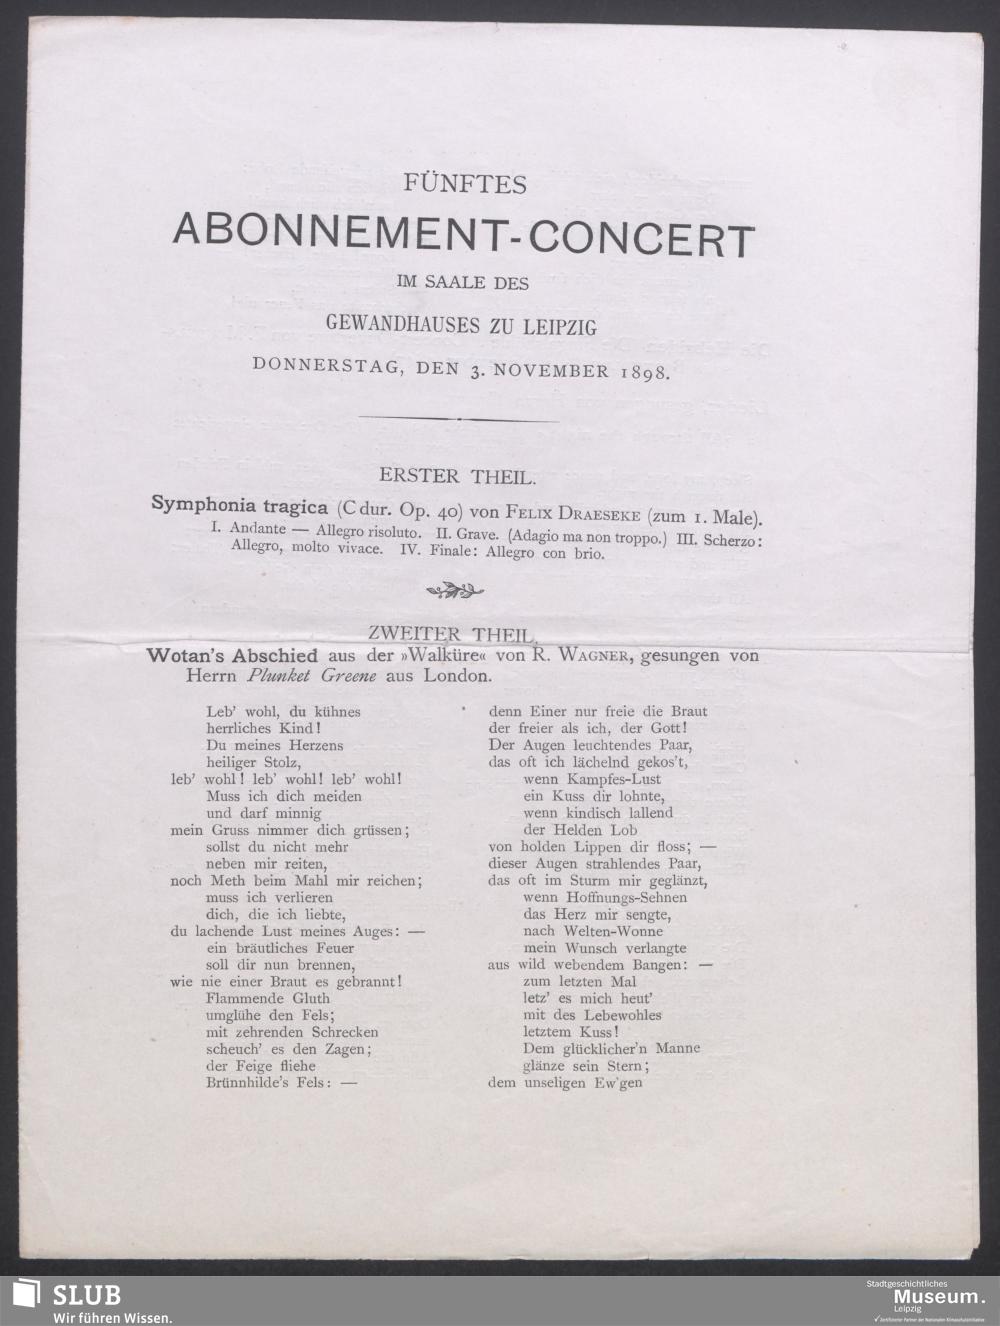 FÜNFTES
ABONNEMENT-CONCERT
IM SAALE DES
GEWANDHAUSES ZU LEIPZIG
DONNERSTAG, DEN 3. NOVEMBER 1898.
ERSTER THEIL.
Symphonia tragica (C dur. Op. 40) von FELIX DRAESEKE (zum 1. Male).
I. Andante — Allegro risoluto. II. Grave. (Adagio ma non troppo.) III. Scherzo:
Allegro, molto vivace. IV. Finale: Allegro con brio.
ZWEITER THEIL.
Wotan's Abschied aus der »Walküre« von R. WAGNER, gesungen von
Herrn Plunket Greene aus London.
Leb' wohl, du kühnes
herrliches Kind!
Du meines Herzens
heiliger Stolz,
leb' wohl! leb' wohl! leb' wohl!
Muss ich dich meiden
und darf minnig
mein Gruss nimmer dich grüssen;
sollst du nicht mehr
neben mir reiten,
noch Meth beim Mahl mir reichen;
muss ich verlieren
dich, die ich liebte,
du lachende Lust meines Auges: —
ein bräutliches Feuer
soll dir nun brennen,
wie nie einer Braut es gebrannt!
Flammende Gluth
umglühe den Fels;
mit zehrenden Schrecken
scheuch' es den Zagen;
der Feige fliehe
Brünnhilde's Fels: —
denn Einer nur freie die Braut
der freier als ich, der Gott!
Der Augen leuchtendes Paar,
das oft ich lächelnd gekos't,
wenn Kampfes-Lust
ein Kuss dir lohnte,
wenn kindisch lallend
der Helden Lob
von holden Lippen dir floss; —
dieser Augen strahlendes Paar,
das oft im Sturm mir geglänzt,
wenn Hoffnungs-Sehnen
das Herz mir sengte,
nach Welten-Wonne
mein Wunsch verlangte
aus wild webendem Bangen: —
zum letzten Mal
letz' es mich heut'
mit des Lebewohles
letztem Kuss!
Dem glücklicher'n Manne
glänze sein Stern;
dem unseligen Ew'gen
SLUB
Wir führen Wissen.
Stadtgeschichtliches
Museum.
Leipzig
Zertifizierter Partner der Nationalen Klimaschutzinitiative